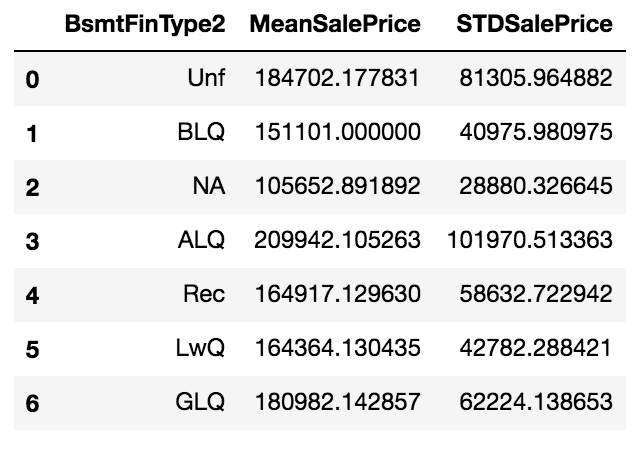 BsmtFinType2 MeanSalePrice STDSalePrice
0 Unf 184702.177831 81305.964882
1 BLQ 151101.000000 40975.980975
2 NA 105652.891892 28880.326645
3 ALQ 209942.105263 101970.513363
4 Rec 164917.129630 58632.722942
5 LwQ 164364.130435 42782.288421
6 GLQ 180982.142857 62224.138653